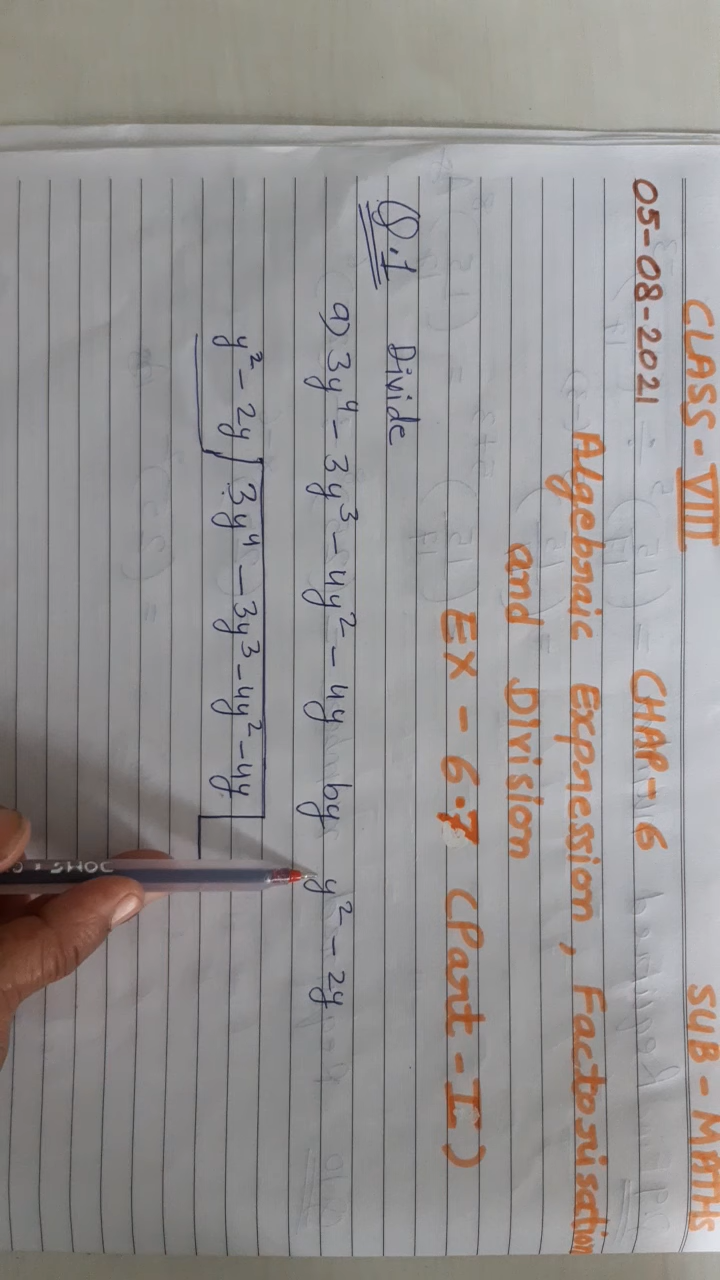 CLASS - VIII SUB - MATHS
05-08-2021 CHAP - 6
Algebraic Expression, Factorisation
and Division
EX - 6.7 (Part - I)
Q.1 Divide
a) 3y⁴ - 3y³ - 4y² - 4y by y² - 2y
y² - 2y 3y⁴ - 3y³ - 4y² - 4y
DOMS